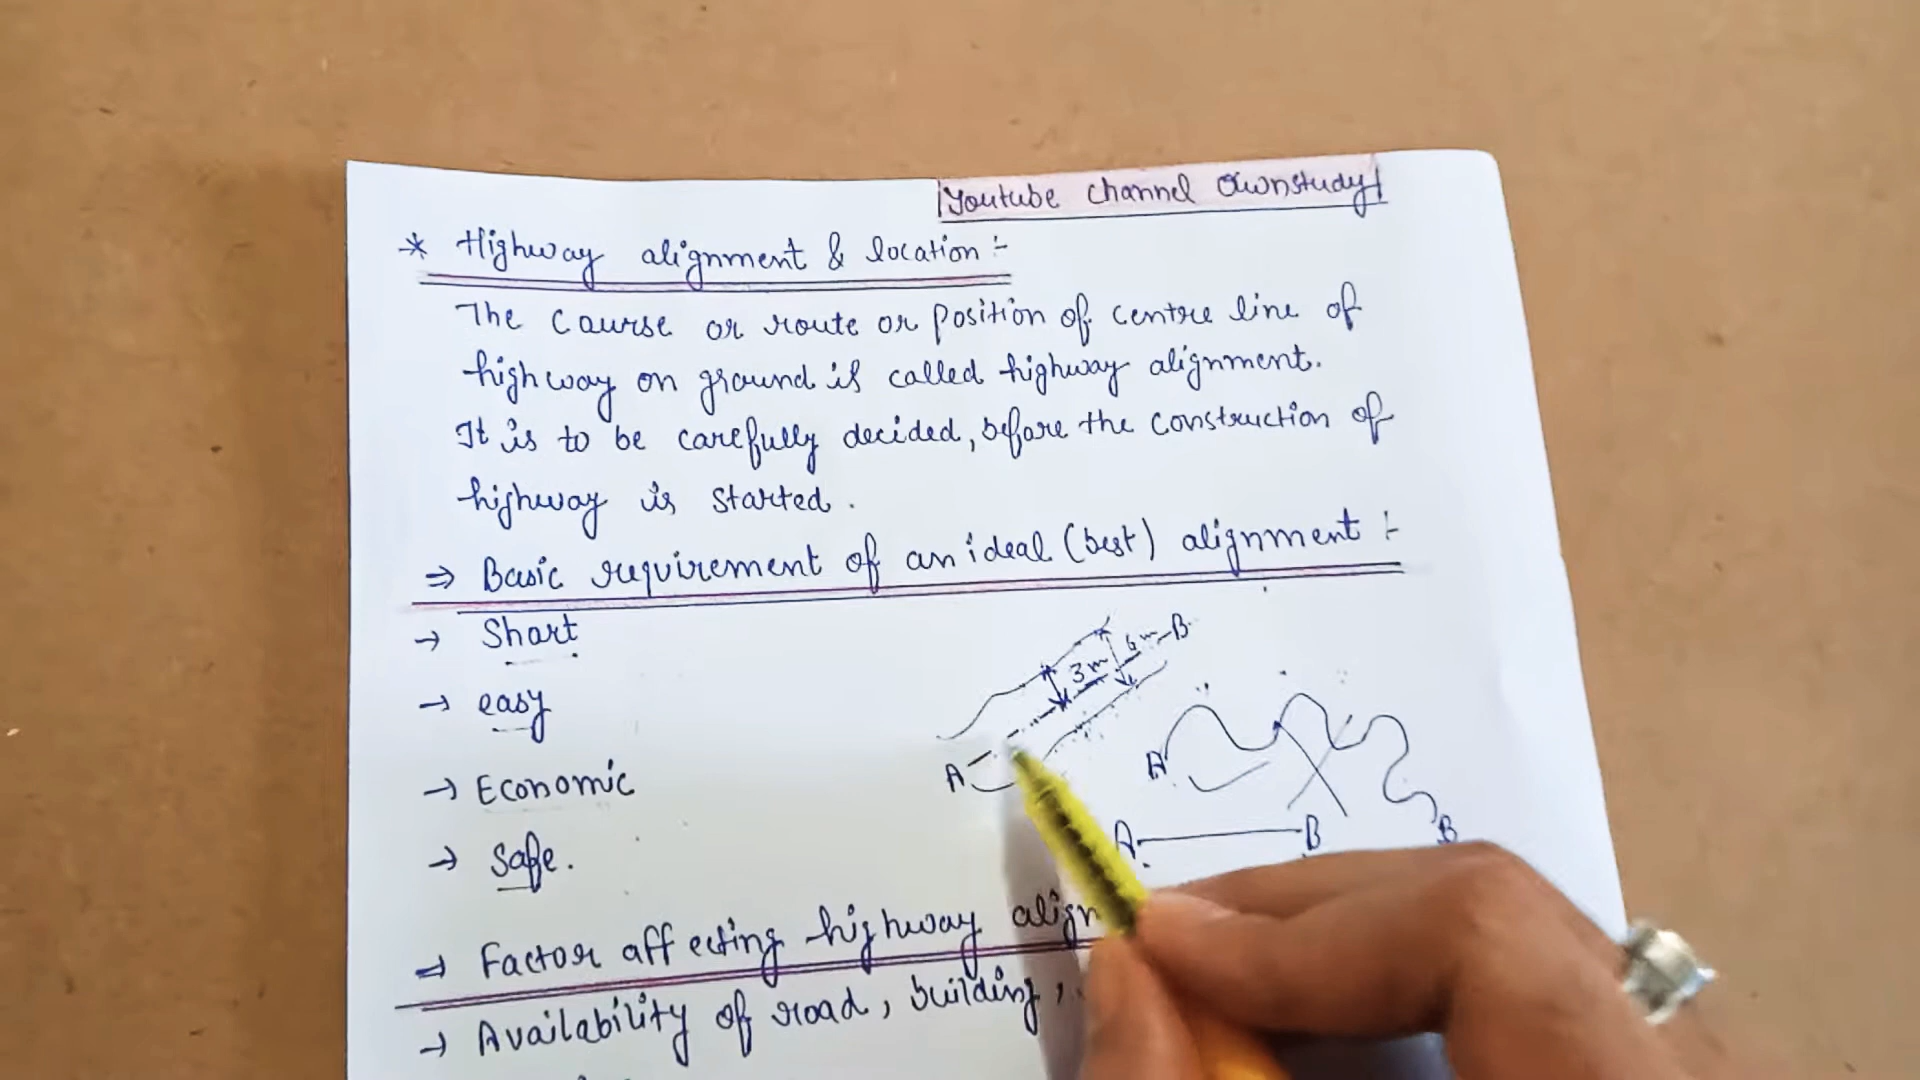 Youtube channel Ownstudy
* Highway alignment & location :-
The course or route or position of centre line of
highway on ground is called highway alignment.
It is to be carefully decided, before the construction of
highway is started.
⇒ Basic requirement of an ideal (best) alignment :-
→ Short
→ easy
→ Economic
→ Safe.
3m 6m B
A
A B
A B
⇒ Factor affecting highway align
→ Availability of road, building,